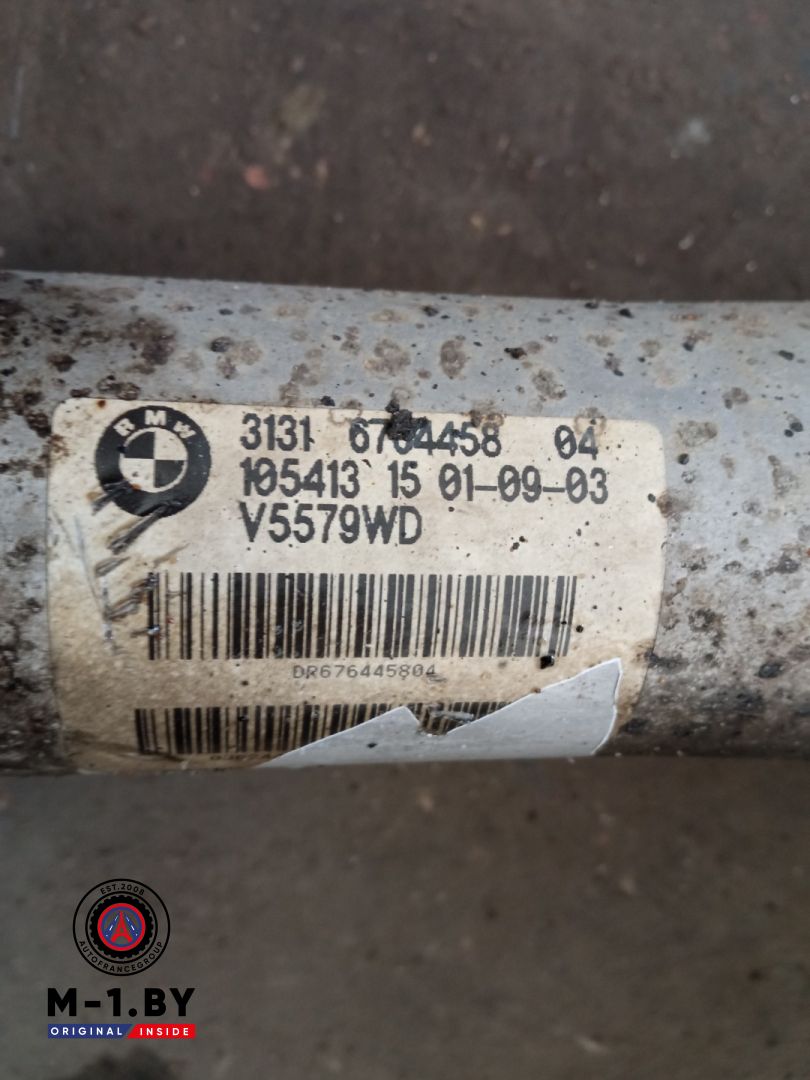 BMW
3131 6764458 04
105413 15 01-09-03
V5579WD
DR676445804
EST.2008
AUTOFRANCEGROUP
M-1.BY
ORIGINAL INSIDE